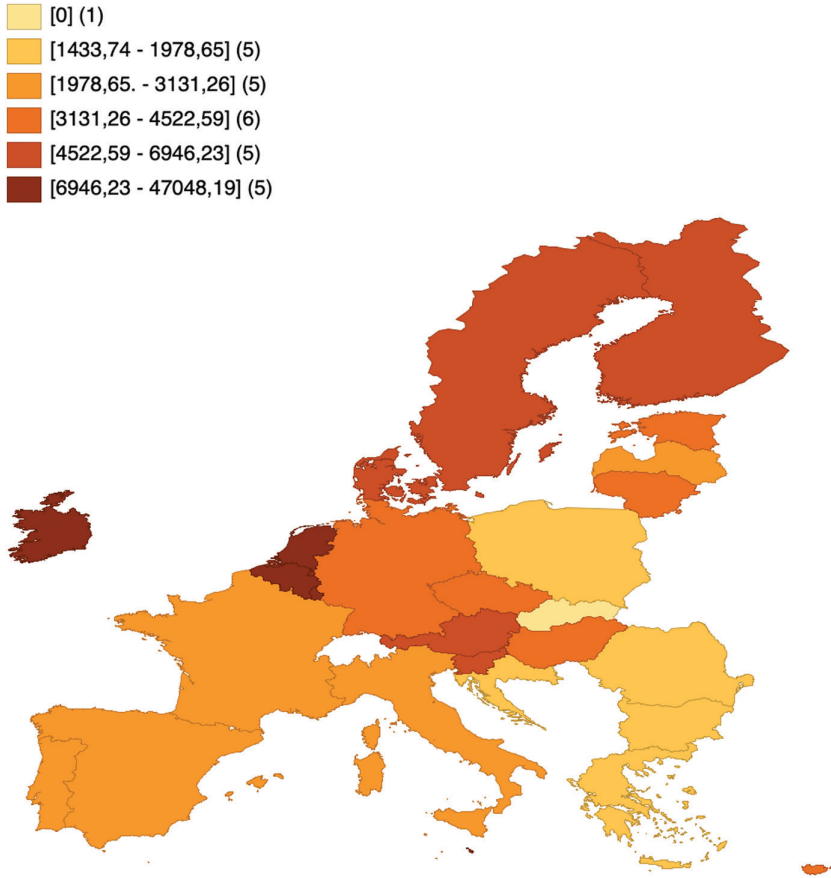 [0] (1)
[1433,74 - 1978,65] (5)
[1978,65. - 3131,26] (5)
[3131,26 - 4522,59] (6)
[4522,59 - 6946,23] (5)
[6946,23 - 47048,19] (5)